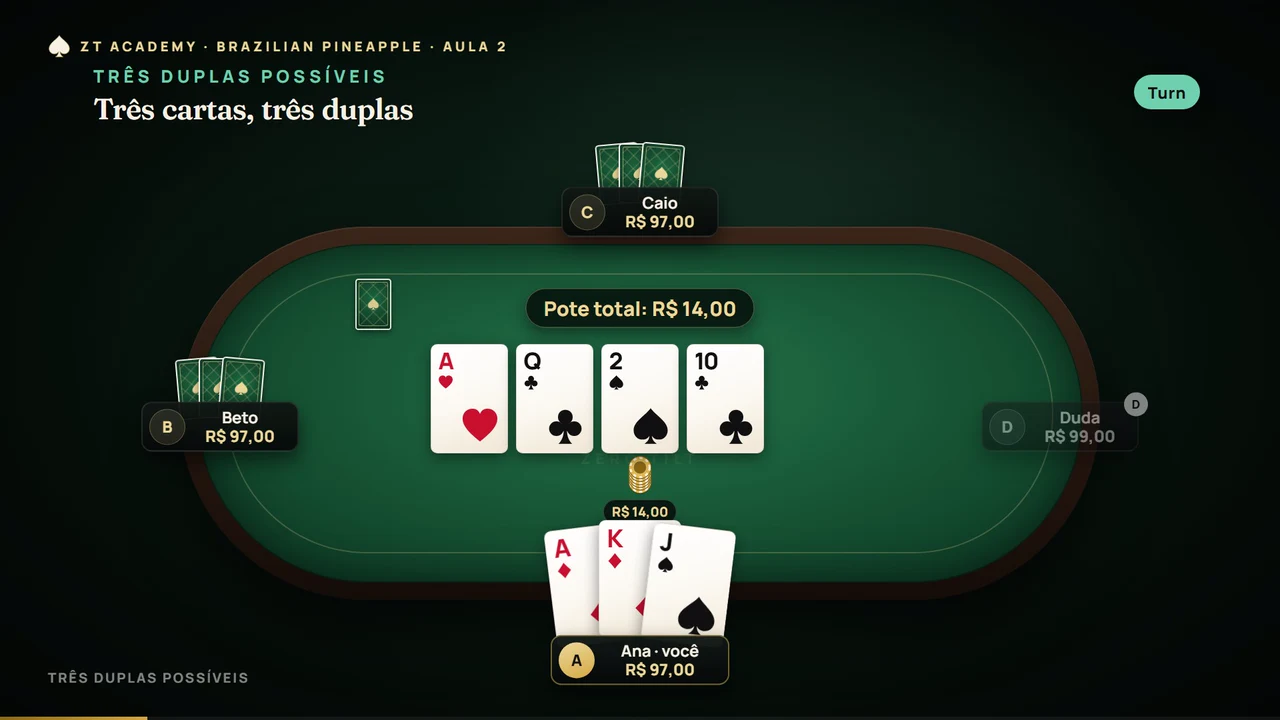 ZT ACADEMY · BRAZILIAN PINEAPPLE · AULA 2
TRÊS DUPLAS POSSÍVEIS
Três cartas, três duplas
Turn
C
Caio
R$ 97,00
Pote total: R$ 14,00
A
Q
2
10
B
Beto
R$ 97,00
D
D
Duda
R$ 99,00
R$ 14,00
A
K
J
A
Ana · você
R$ 97,00
TRÊS DUPLAS POSSÍVEIS